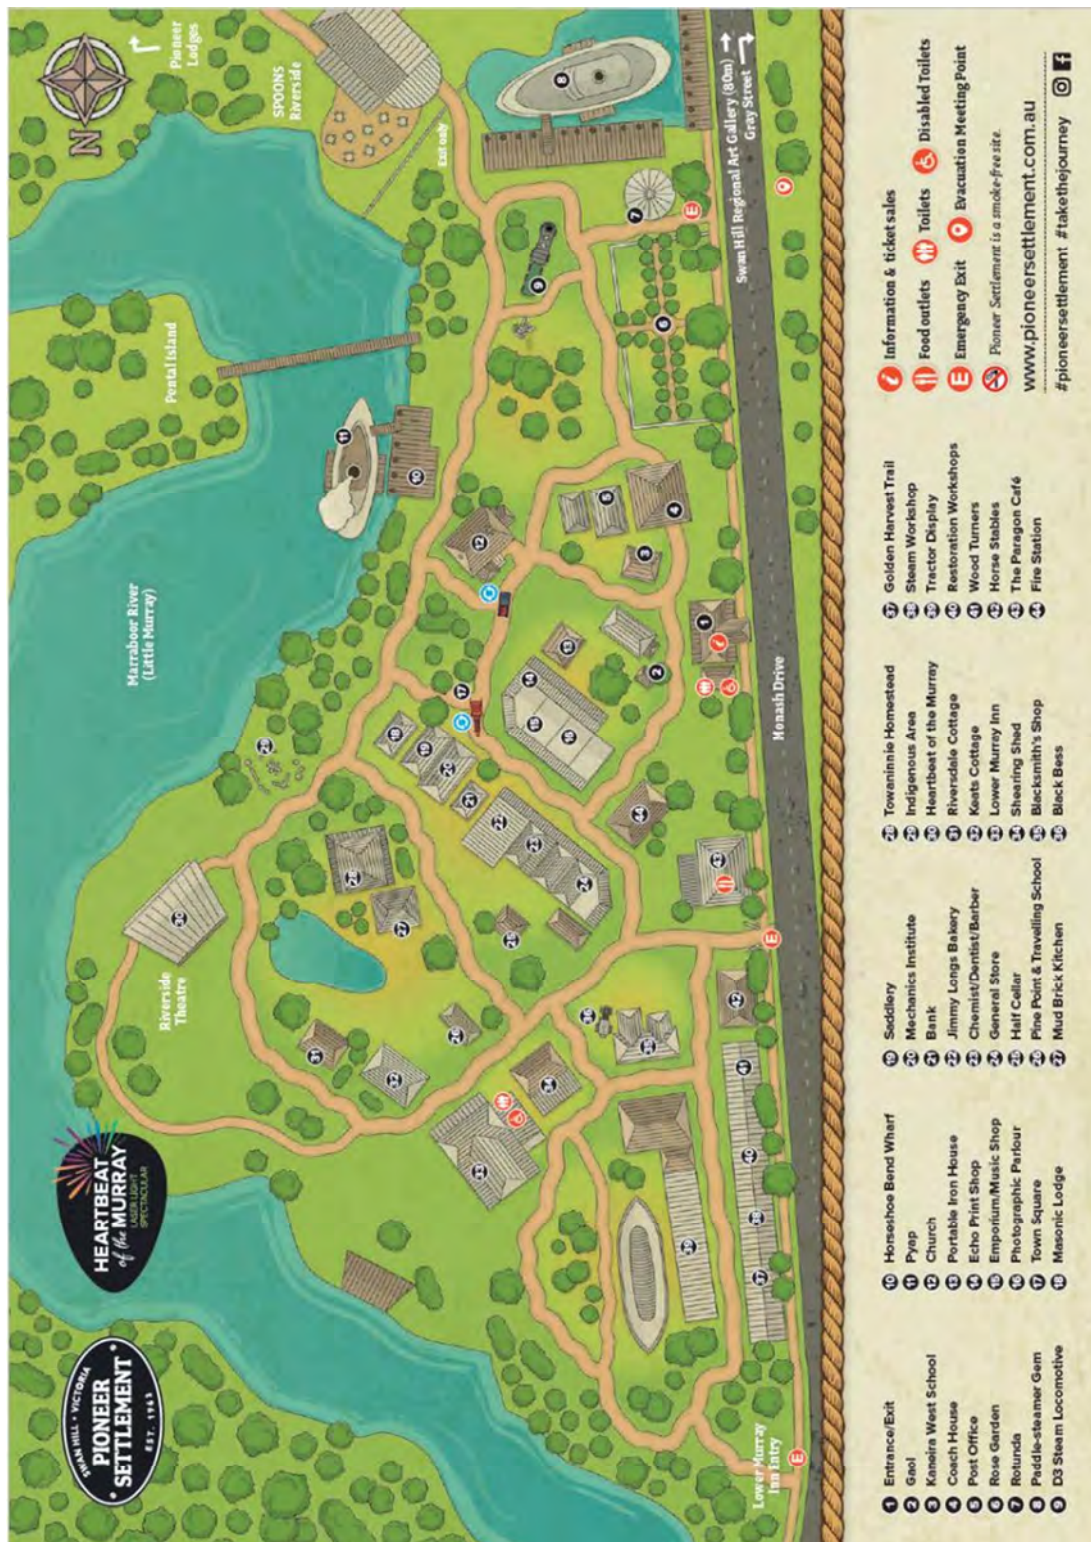 SWAN HILL • VICTORIA
PIONEER
SETTLEMENT
EST. 1963
HEARTBEAT
of the MURRAY
LASER LIGHT
SPECTACULAR
Riverside
Theatre
Marraboor River
(Little Murray)
Pental Island
N
Pioneer
Lodges
SPOONS
Riverside
Exit only
Lower Murray
Inn Entry
Monash Drive
Swan Hill Regional Art Gallery (80m) →
Gray Street
1 Entrance/Exit
2 Gaol
3 Kaneira West School
4 Coach House
5 Post Office
6 Rose Garden
7 Rotunda
8 Paddle-steamer Gem
9 D3 Steam Locomotive
10 Horseshoe Bend Wharf
11 Pyap
12 Church
13 Portable Iron House
14 Echo Print Shop
15 Emporium/Music Shop
16 Photographic Parlour
17 Town Square
18 Masonic Lodge
19 Saddlery
20 Mechanics Institute
21 Bank
22 Jimmy Longs Bakery
23 Chemist/Dentist/Barber
24 General Store
25 Half Cellar
26 Pine Point & Travelling School
27 Mud Brick Kitchen
28 Towaninnie Homestead
29 Indigenous Area
30 Heartbeat of the Murray
31 Riversdale Cottage
32 Keats Cottage
33 Lower Murray Inn
34 Shearing Shed
35 Blacksmith's Shop
36 Black Bess
37 Golden Harvest Trail
38 Steam Workshop
39 Tractor Display
40 Restoration Workshops
41 Wood Turners
42 Horse Stables
43 The Paragon Café
44 Fire Station
Information & ticket sales
Food outlets
Toilets
Disabled Toilets
E Emergency Exit
Evacuation Meeting Point
Pioneer Settlement is a smoke-free site.
www.pioneersettlement.com.au
#pioneersettlement #takethejourney